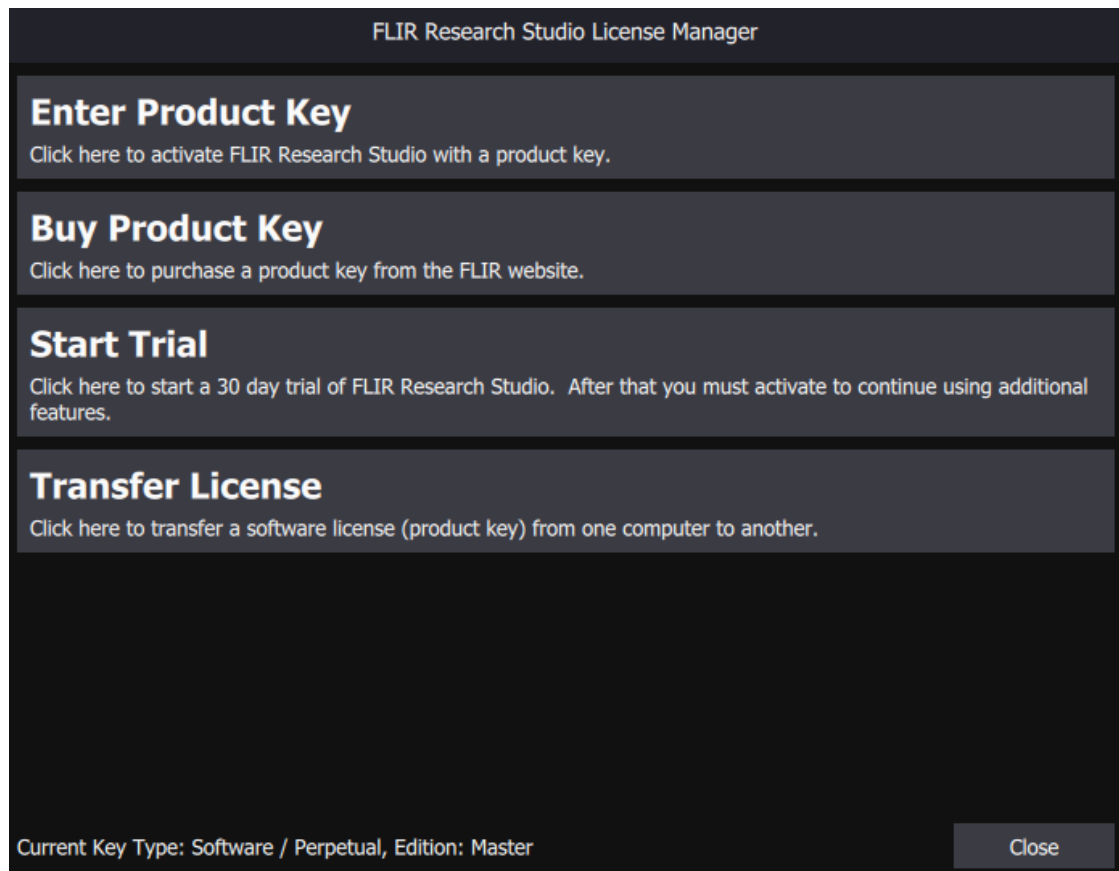 FLIR Research Studio License Manager
Enter Product Key
Click here to activate FLIR Research Studio with a product key.
Buy Product Key
Click here to purchase a product key from the FLIR website.
Start Trial
Click here to start a 30 day trial of FLIR Research Studio.  After that you must activate to continue using additional
features.
Transfer License
Click here to transfer a software license (product key) from one computer to another.
Current Key Type: Software / Perpetual, Edition: Master
Close